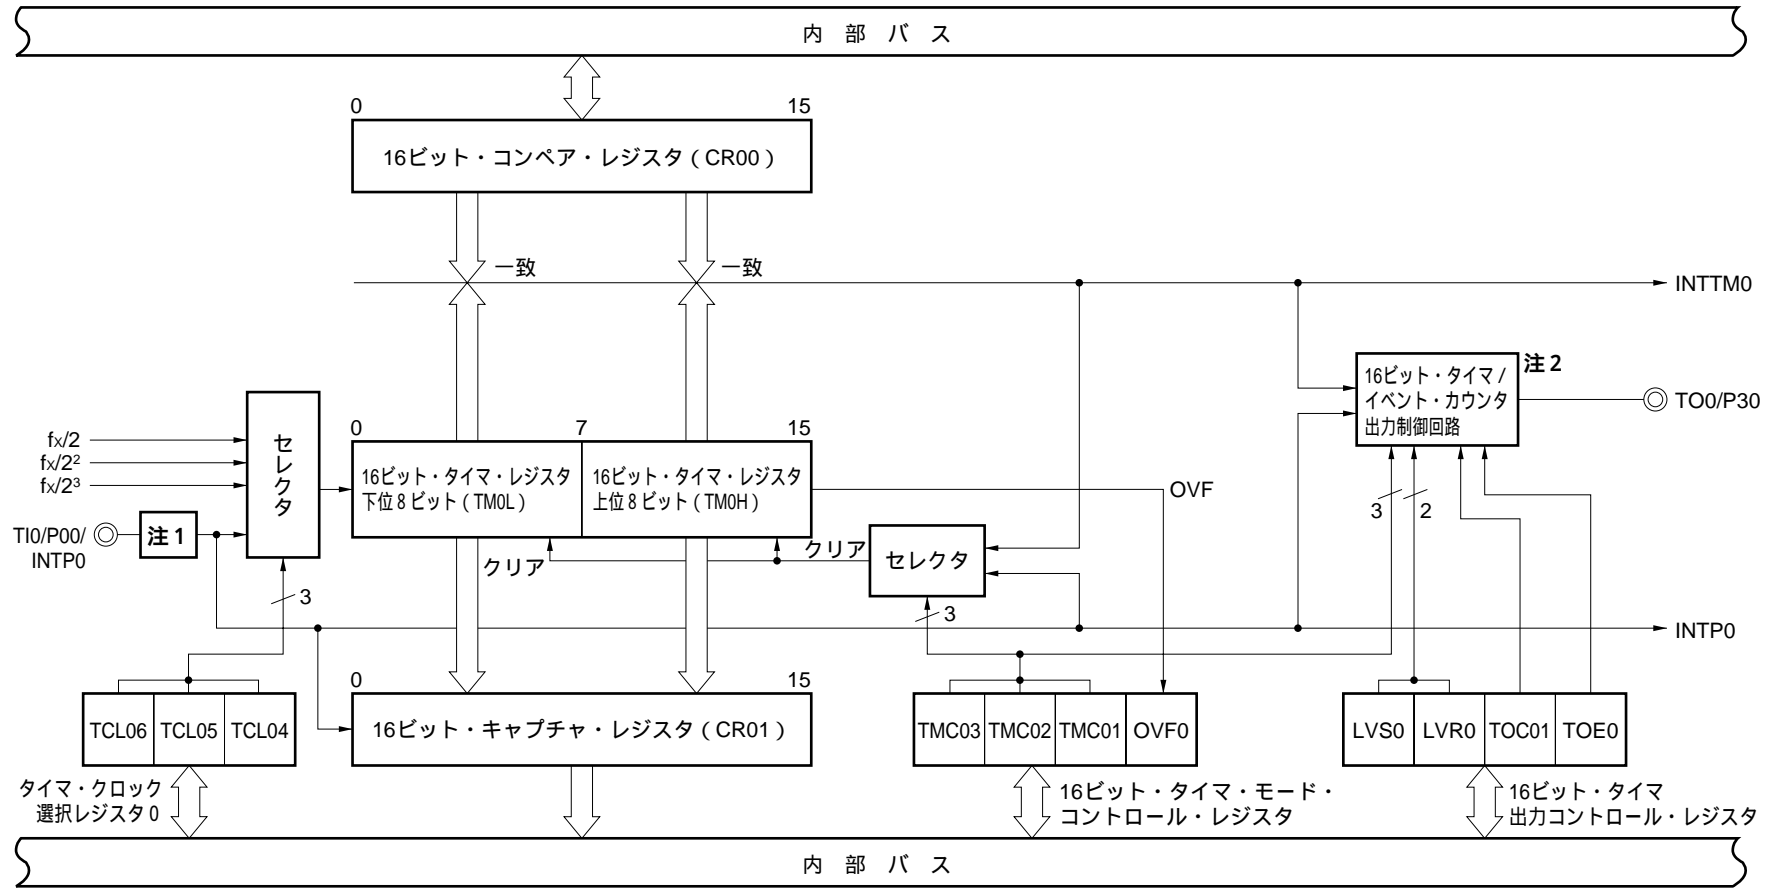 内 部 バ ス
0 15
16ビット・コンペア・レジスタ（CR00）
一致
一致
INTTM0
16ビット・タイマ/
イベント・カウンタ
出力制御回路
注2
TO0/P30
fx/2
fx/2²
fx/2³
TI0/P00/
INTP0
注1
セレクタ
3
0 7 15
16ビット・タイマ・レジスタ
下位8ビット（TM0L）
16ビット・タイマ・レジスタ
上位8ビット（TM0H）
OVF
クリア
クリア
セレクタ
3
3
2
INTP0
TCL06 TCL05 TCL04
タイマ・クロック
選択レジスタ0
0 15
16ビット・キャプチャ・レジスタ（CR01）
TMC03 TMC02 TMC01 OVF0
16ビット・タイマ・モード・
コントロール・レジスタ
LVS0 LVR0 TOC01 TOE0
16ビット・タイマ
出力コントロール・レジスタ
内 部 バ ス